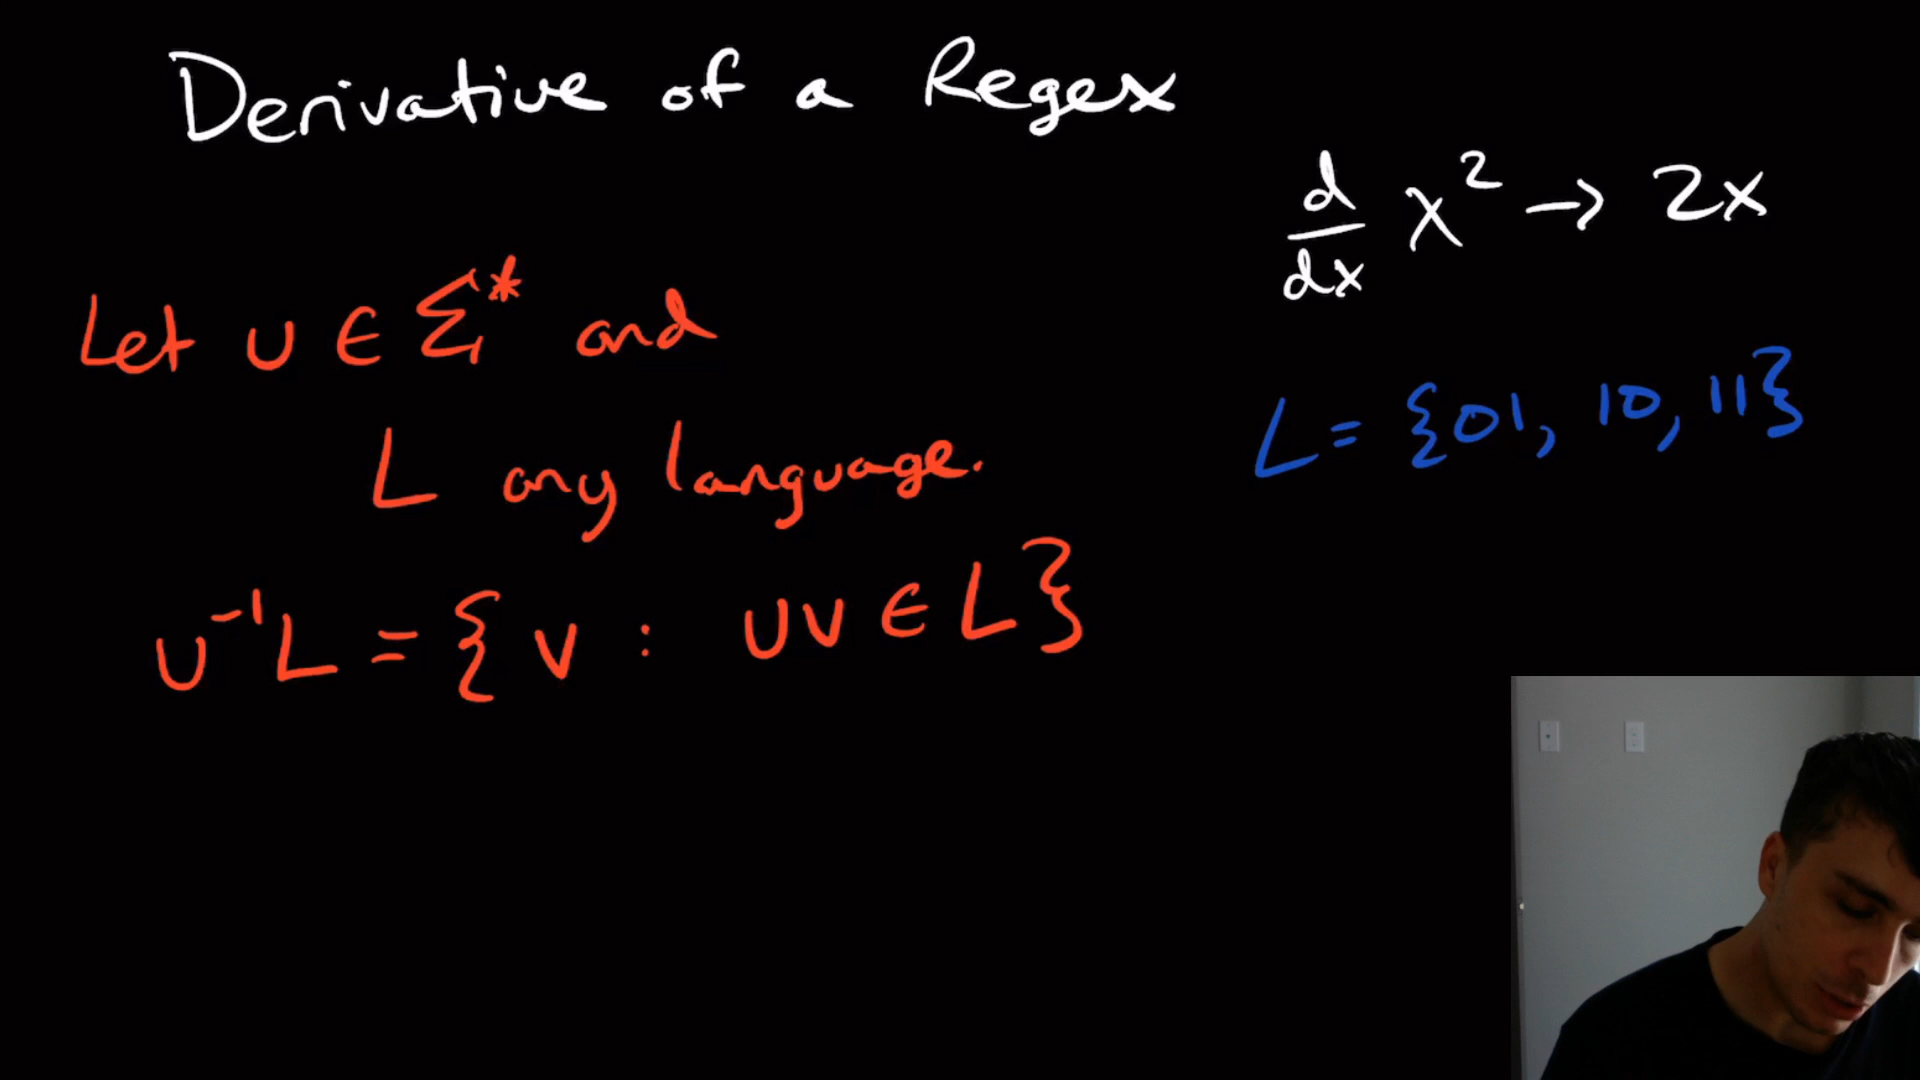 Derivative of a Regex
d/dx x² → 2x
Let u ∈ Σ* and
L any language.
L = {01, 10, 11}
u⁻¹L = { v : uv ∈ L}